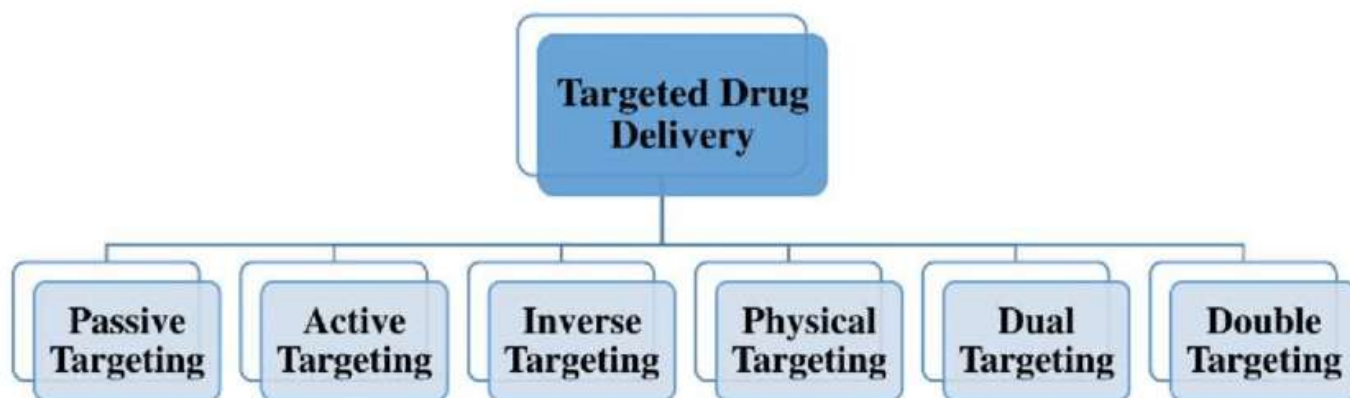 Targeted Drug
Delivery
Passive
Targeting
Active
Targeting
Inverse
Targeting
Physical
Targeting
Dual
Targeting
Double
Targeting